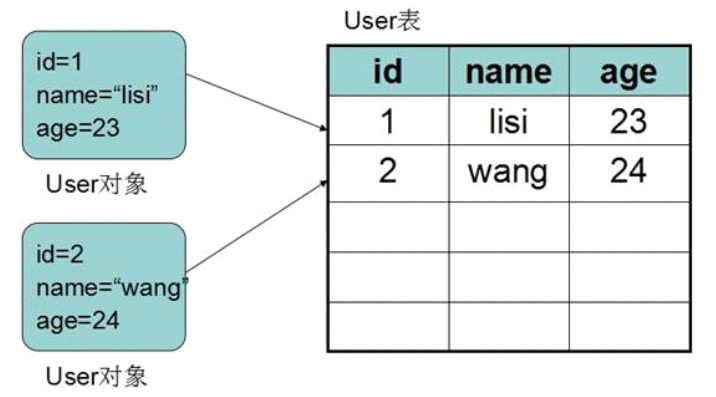 User表
id=1
name=“lisi”
age=23
User对象
id=2
name=“wang”
age=24
User对象
id name age
1 lisi 23
2 wang 24